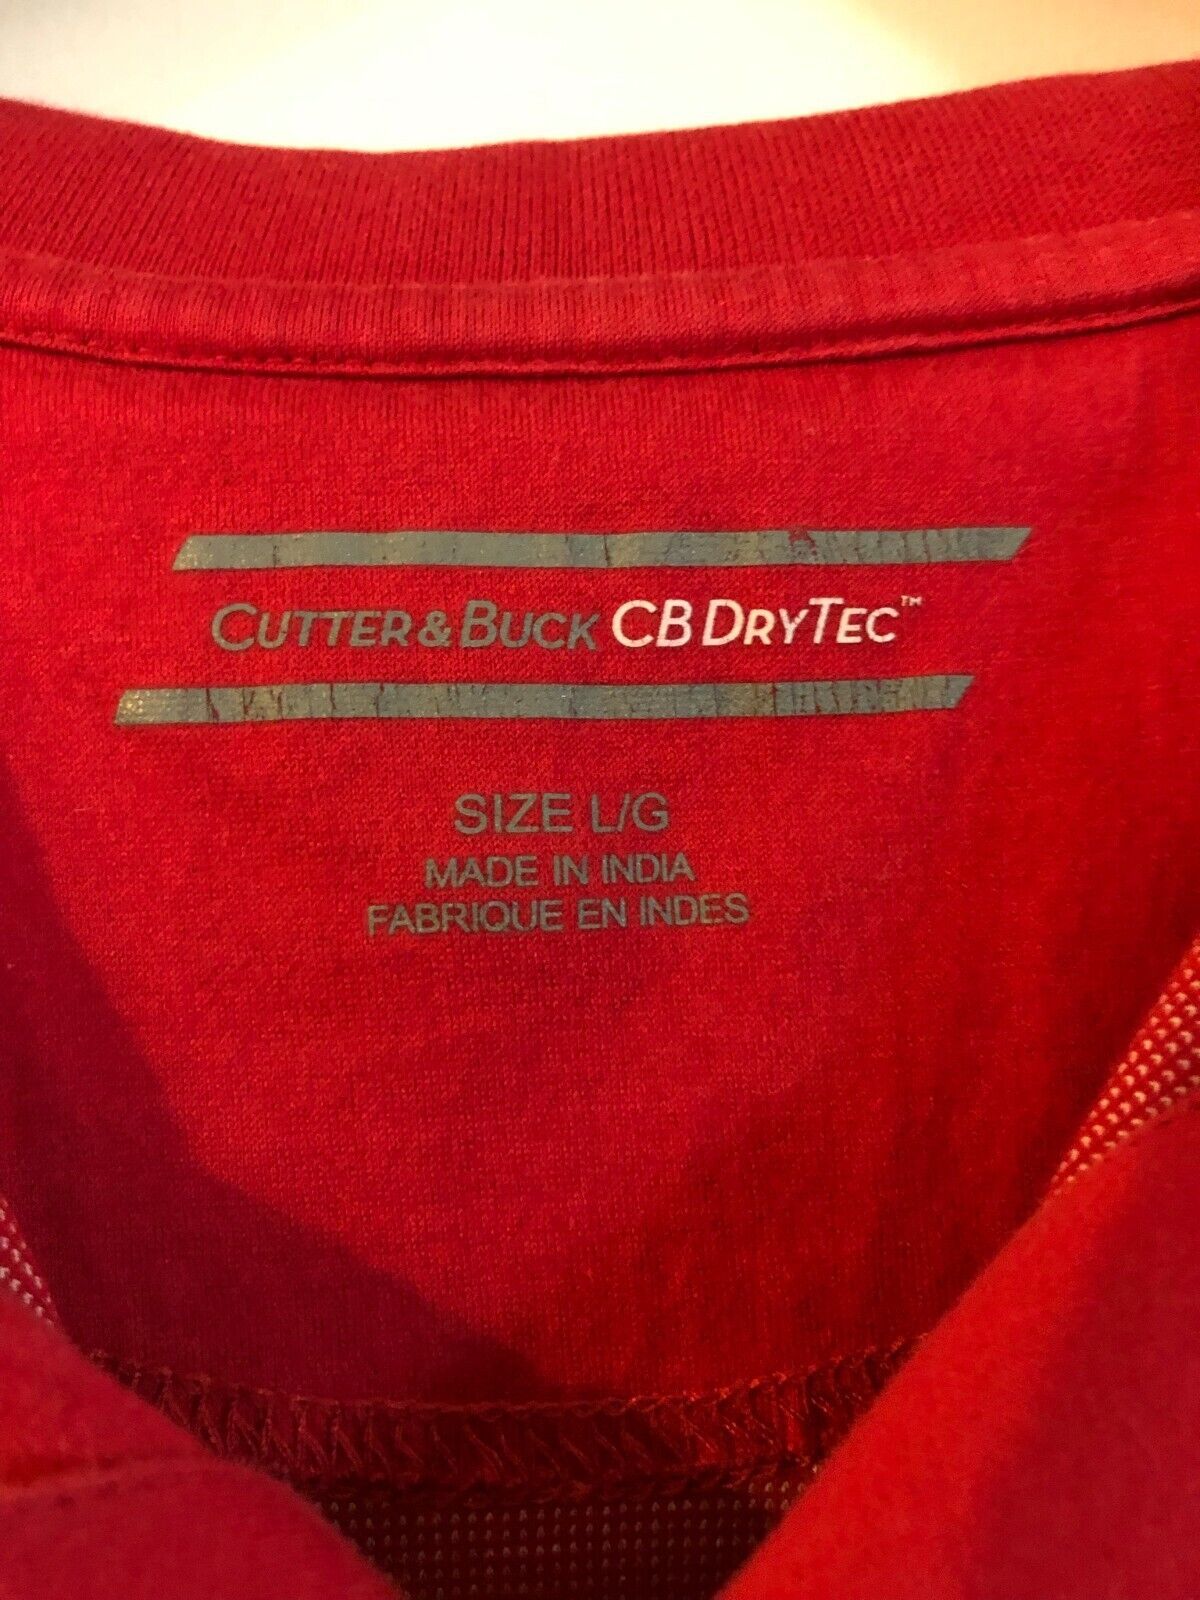 CUTTER & BUCK CB DRYTEC™
SIZE L/G
MADE IN INDIA
FABRIQUE EN INDES